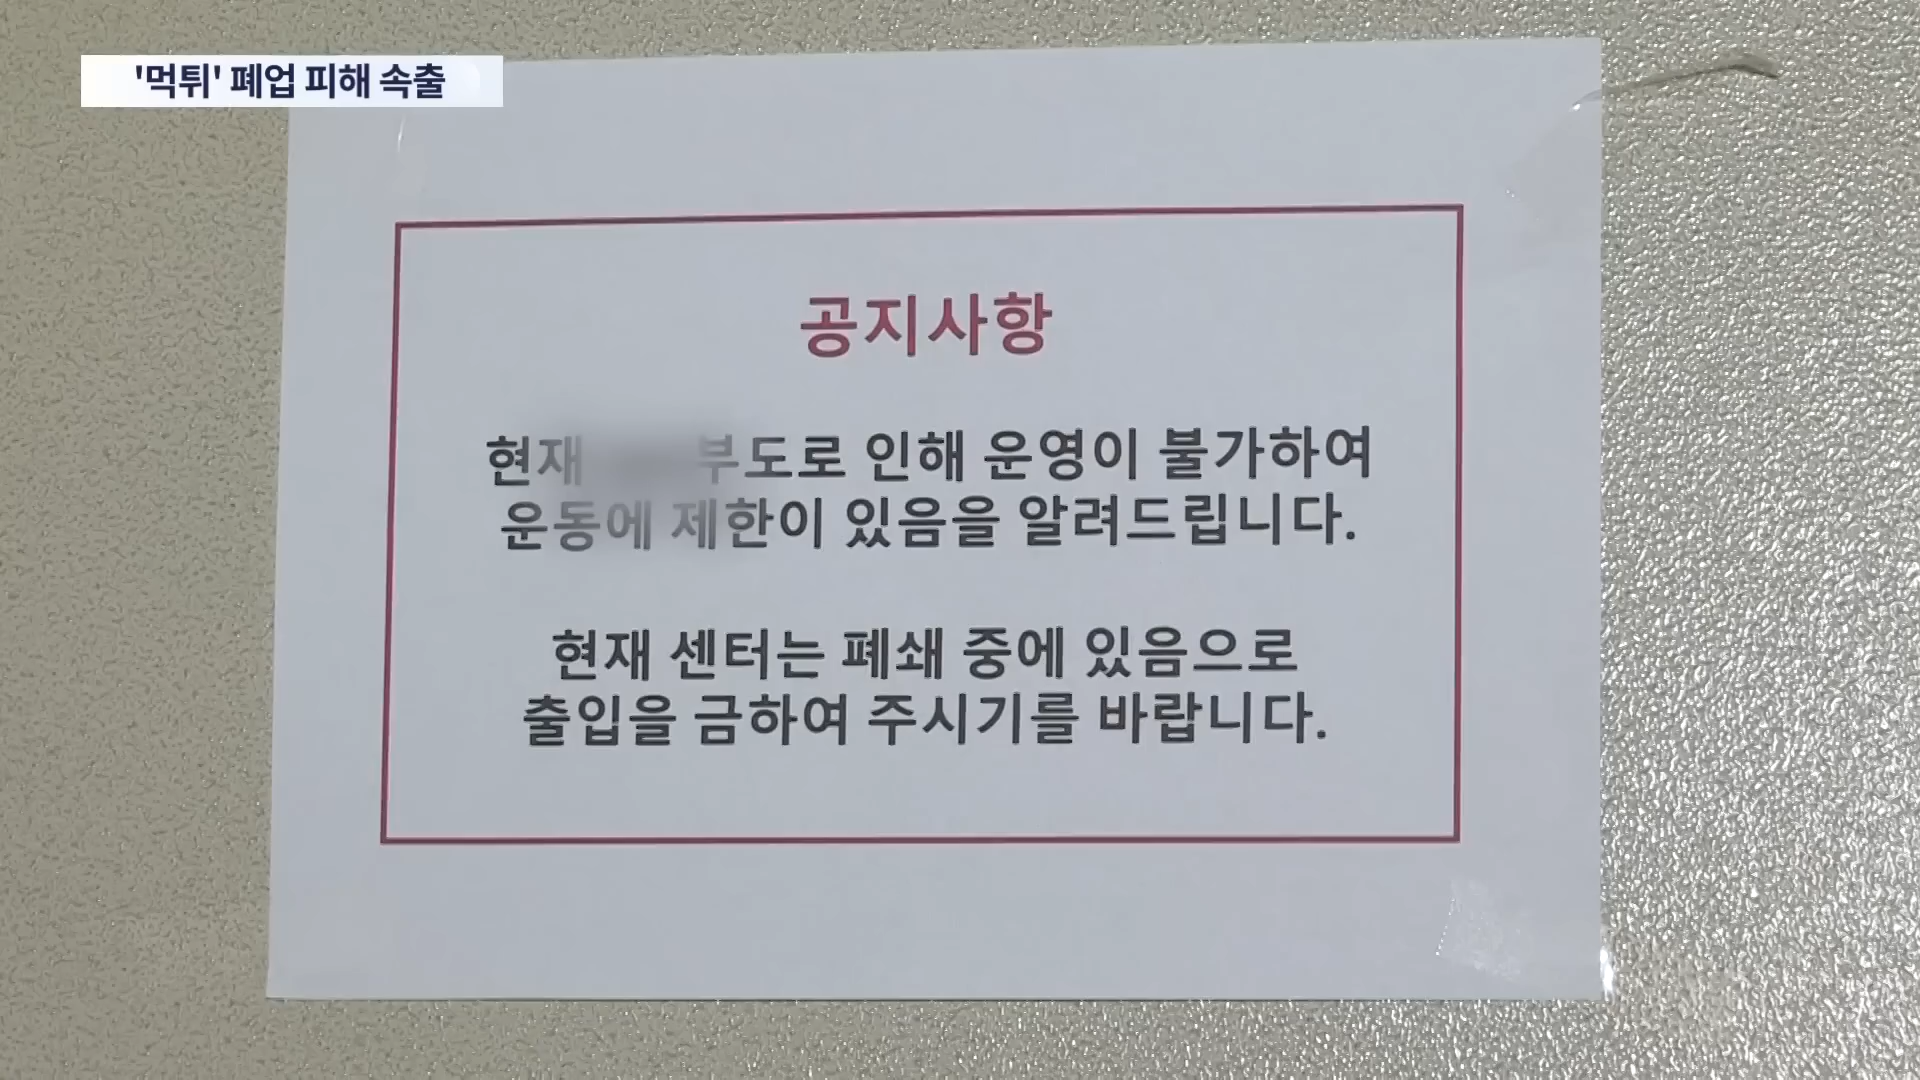 '먹튀' 폐업 피해 속출
공지사항
현재 부도로 인해 운영이 불가하여
운동에 제한이 있음을 알려드립니다.
현재 센터는 폐쇄 중에 있음으로
출입을 금하여 주시기를 바랍니다.